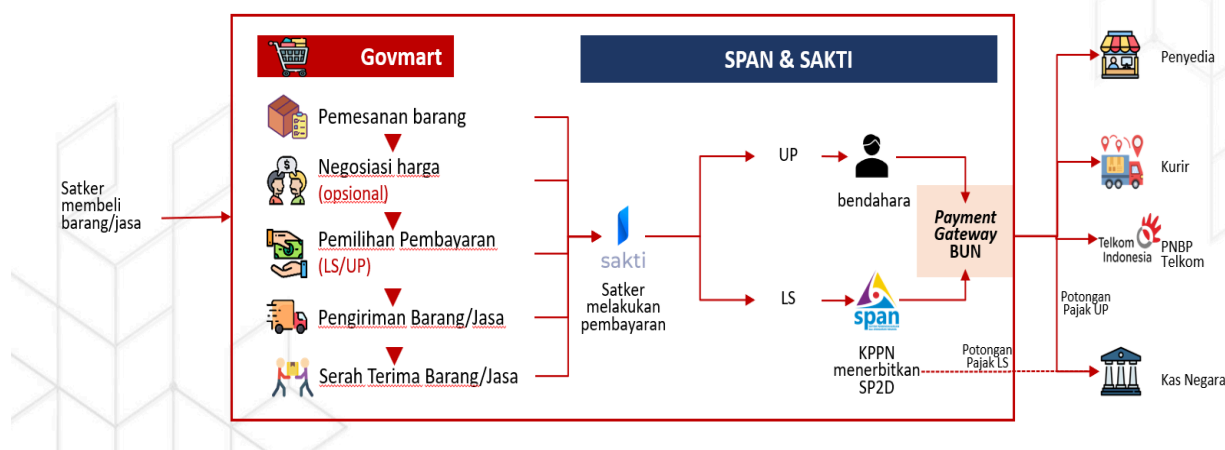 Govmart
SPAN & SAKTI
Satker
membeli
barang/jasa
Pemesanan barang
$
Negosiasi harga
(opsional)
Pemilihan Pembayaran
(LS/UP)
Pengiriman Barang/Jasa
Serah Terima Barang/Jasa
sakti
Satker
melakukan
pembayaran
UP
bendahara
LS
span
KPPN
menerbitkan
SP2D
Payment
Gateway
BUN
Potongan
Pajak LS
Penyedia
Kurir
Telkom
Indonesia
PNBP
Telkom
Potongan
Pajak UP
Kas Negara